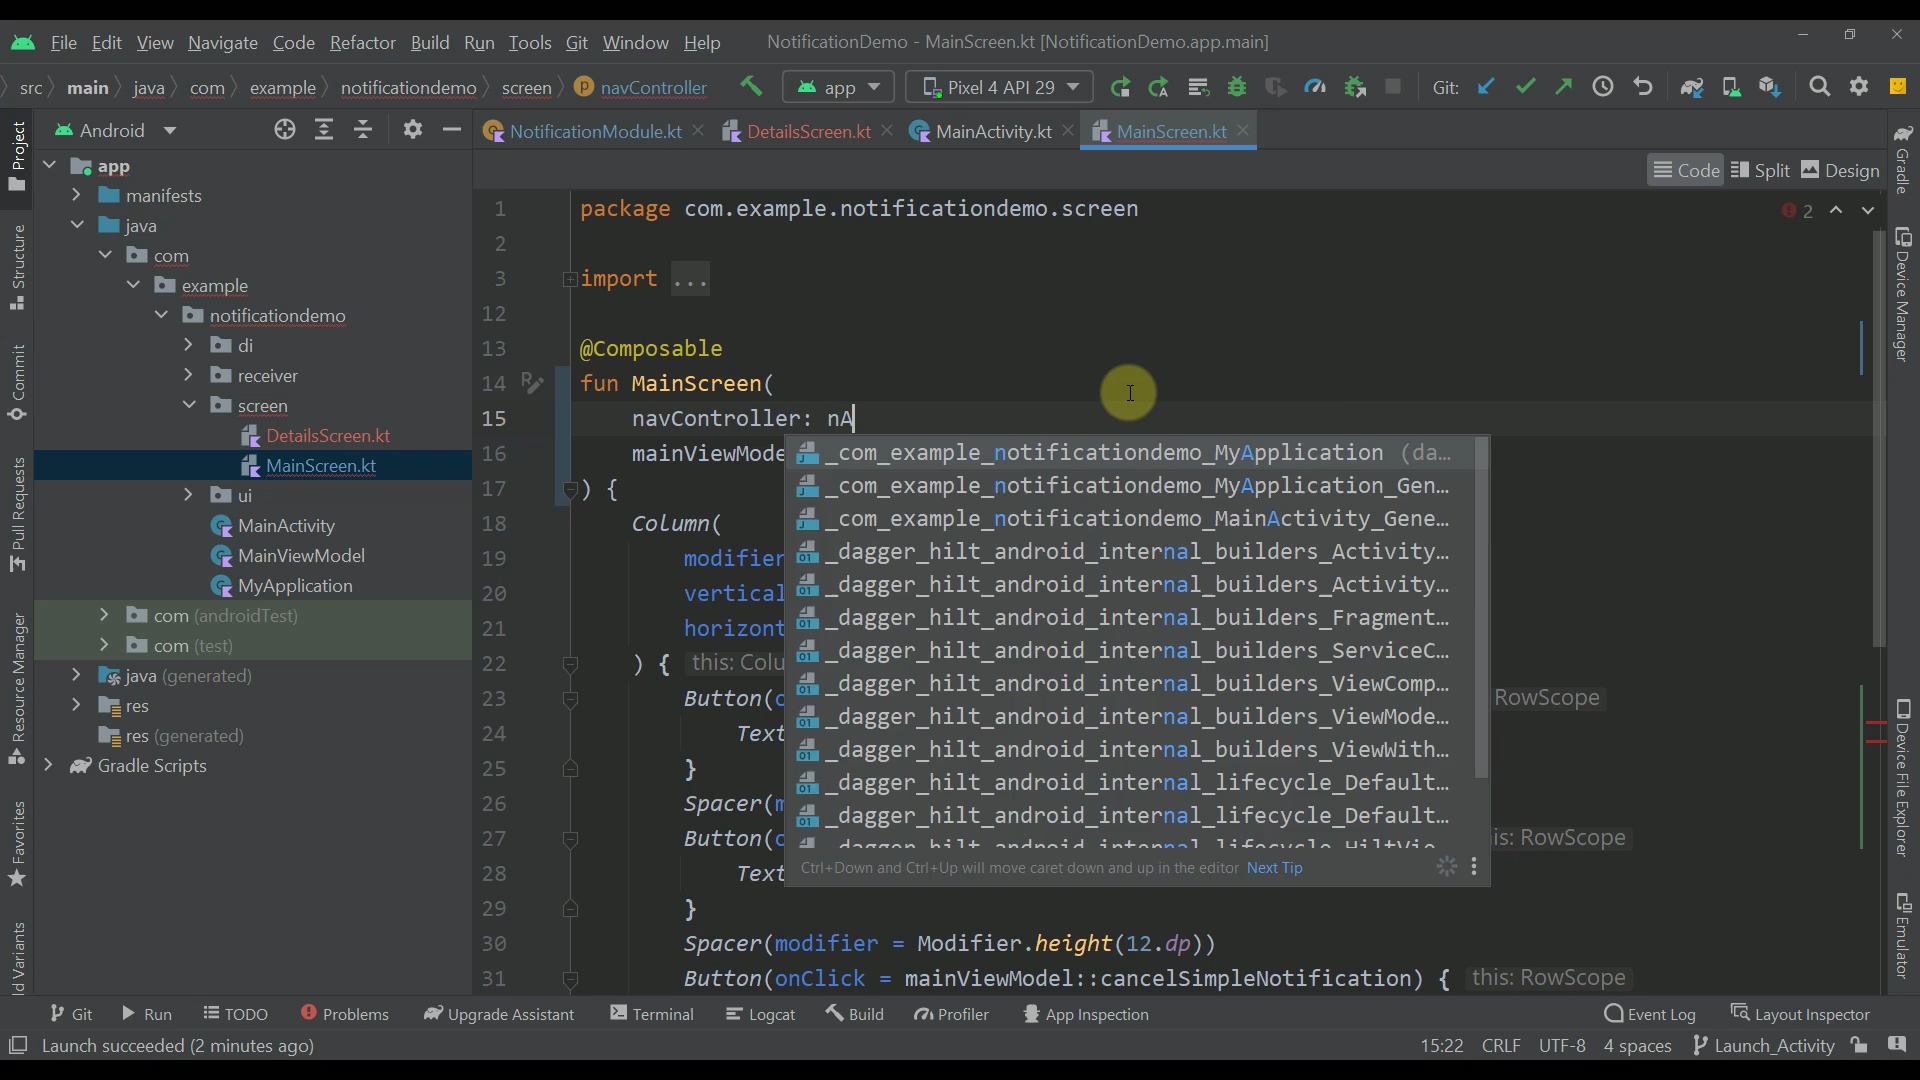 File Edit View Navigate Code Refactor Build Run Tools Git Window Help NotificationDemo - MainScreen.kt [NotificationDemo.app.main]
src main java com example notificationdemo screen navController app Pixel 4 API 29 Git:
Project
Android
NotificationModule.kt DetailsScreen.kt MainActivity.kt MainScreen.kt
Code Split Design
app
manifests
java
com
example
notificationdemo
di
receiver
screen
DetailsScreen.kt
MainScreen.kt
ui
MainActivity
MainViewModel
MyApplication
com (androidTest)
com (test)
java (generated)
res
res (generated)
Gradle Scripts
Structure
Commit
Pull Requests
Resource Manager
Favorites
ld Variants
1 package com.example.notificationdemo.screen
2
3 import ...
12
13 @Composable
14 fun MainScreen(
15 navController: nA
16 mainViewMode
17 ) {
18 Column(
19 modifier
20 vertical
21 horizont
22 ) { this: Colu
23 Button(o RowScope
24 Text
25 }
26 Spacer(m
27 Button(o is: RowScope
28 Text
29 }
30 Spacer(modifier = Modifier.height(12.dp))
31 Button(onClick = mainViewModel::cancelSimpleNotification) { this: RowScope
2
_com_example_notificationdemo_MyApplication (da...
_com_example_notificationdemo_MyApplication_Gen...
_com_example_notificationdemo_MainActivity_Gene...
_dagger_hilt_android_internal_builders_Activity...
_dagger_hilt_android_internal_builders_Activity...
_dagger_hilt_android_internal_builders_Fragment...
_dagger_hilt_android_internal_builders_ServiceC...
_dagger_hilt_android_internal_builders_ViewComp...
_dagger_hilt_android_internal_builders_ViewMode...
_dagger_hilt_android_internal_builders_ViewWith...
_dagger_hilt_android_internal_lifecycle_Default...
_dagger_hilt_android_internal_lifecycle_Default...
Ctrl+Down and Ctrl+Up will move caret down and up in the editor Next Tip
Gradle
Device Manager
Device File Explorer
Emulator
Git Run TODO Problems Upgrade Assistant Terminal Logcat Build Profiler App Inspection Event Log Layout Inspector
Launch succeeded (2 minutes ago) 15:22 CRLF UTF-8 4 spaces Launch_Activity